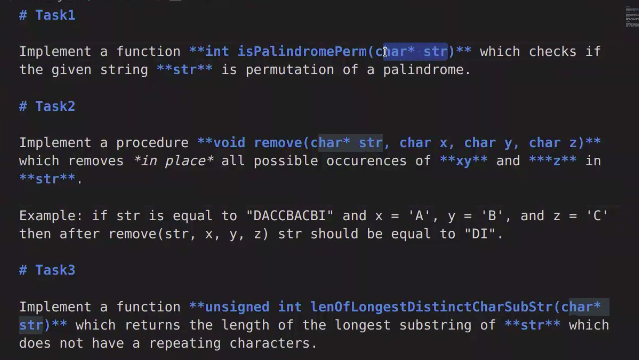 # Task1
Implement a function **int isPalindromePerm(char* str)** which checks if
the given string **str** is permutation of a palindrome.
# Task2
Implement a procedure **void remove(char* str, char x, char y, char z)**
which removes *in place* all possible occurences of **xy** and ***z** in
**str**.
Example: if str is equal to "DACCBACBI" and x = 'A', y = 'B', and z = 'C'
then after remove(str, x, y, z) str should be equal to "DI".
# Task3
Implement a function **unsigned int lenOfLongestDistinctCharSubStr(char*
str)** which returns the length of the longest substring of **str** which
does not have a repeating characters.